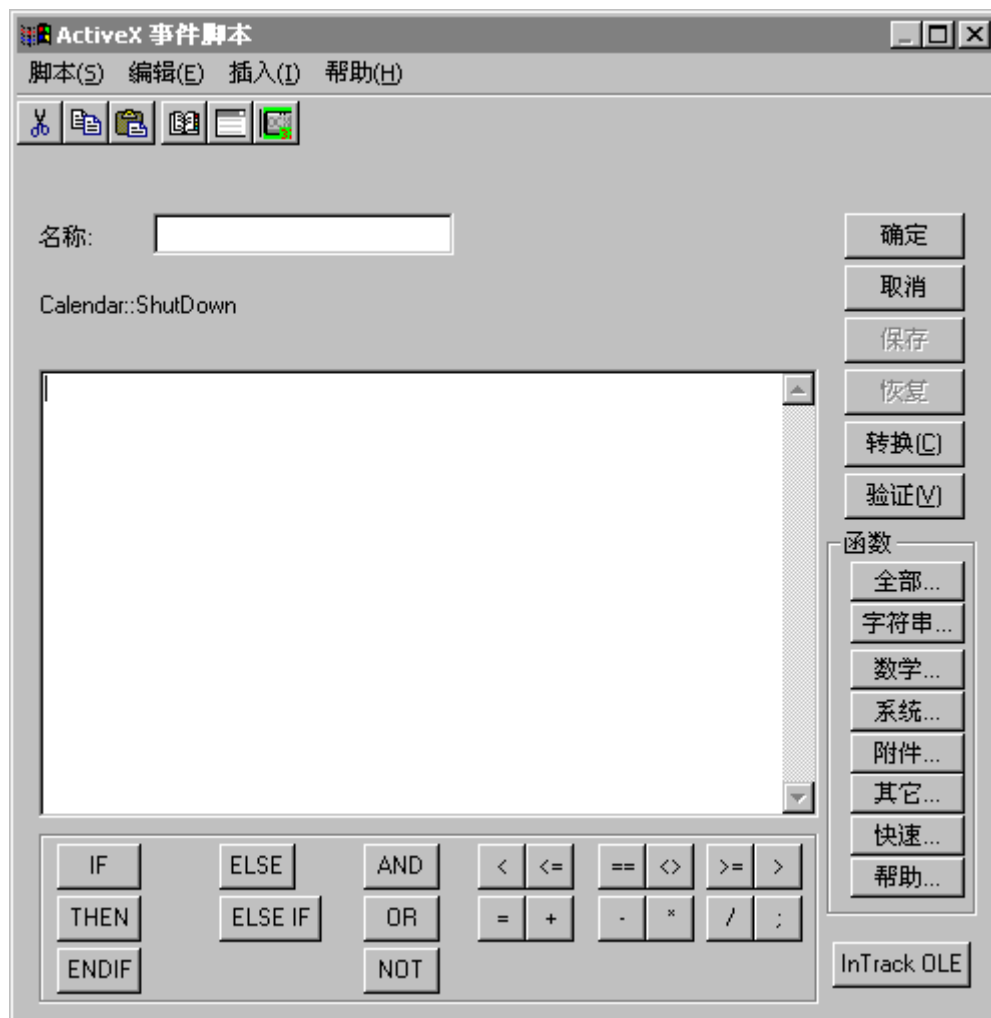 ActiveX 事件脚本
脚本(S) 编辑(E) 插入(I) 帮助(H)
名称:
确定
Calendar::ShutDown
取消
保存
恢复
转换(C)
验证(V)
函数
全部...
字符串...
数学...
系统...
附件...
其它...
快速...
帮助...
IF ELSE AND < <= == <> >= >
THEN ELSE IF OR = + - * / ;
ENDIF NOT
InTrack OLE